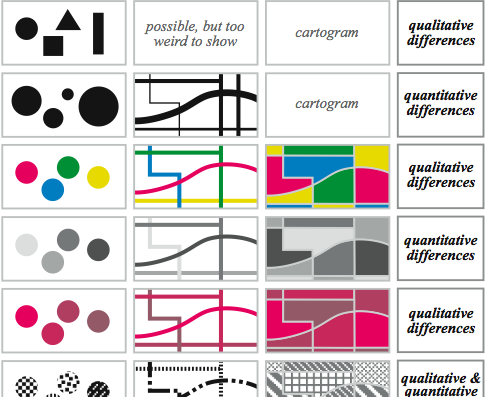 possible, but too
weird to show
cartogram
qualitative
differences
cartogram
quantitative
differences
qualitative
differences
quantitative
differences
qualitative
differences
qualitative &
quantitative